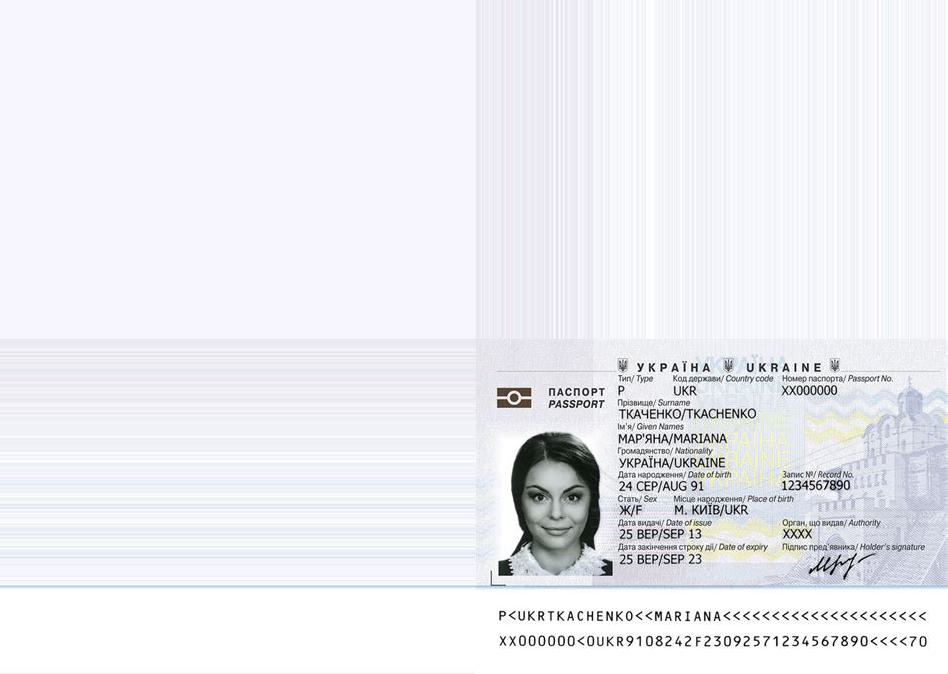 УКРАЇНА UKRAINE
Тип/ Type Код держави/ Country code Номер паспорта/ Passport No.
P UKR XX000000
ПАСПОРТ
PASSPORT
Прізвище/ Surname
ТКАЧЕНКО/TKACHENKO
Ім'я/ Given Names
МАР'ЯНА/MARIANA
Громадянство/ Nationality
УКРАЇНА/UKRAINE
Дата народження/ Date of birth Запис №/ Record No.
24 СЕР/AUG 91 1234567890
Стать/ Sex Місце народження/ Place of birth
Ж/F М. КИЇВ/UKR
Дата видачі/ Date of issue Орган, що видав/ Authority
25 ВЕР/SEP 13 XXXX
Дата закінчення строку дії/ Date of expiry Підпис пред'явника/ Holder's signature
25 ВЕР/SEP 23
P<UKRTKACHENKO<<MARIANA<<<<<<<<<<<<<<<<<<<<<
XX000000<0UKR9108242F23092571234567890<<<<70